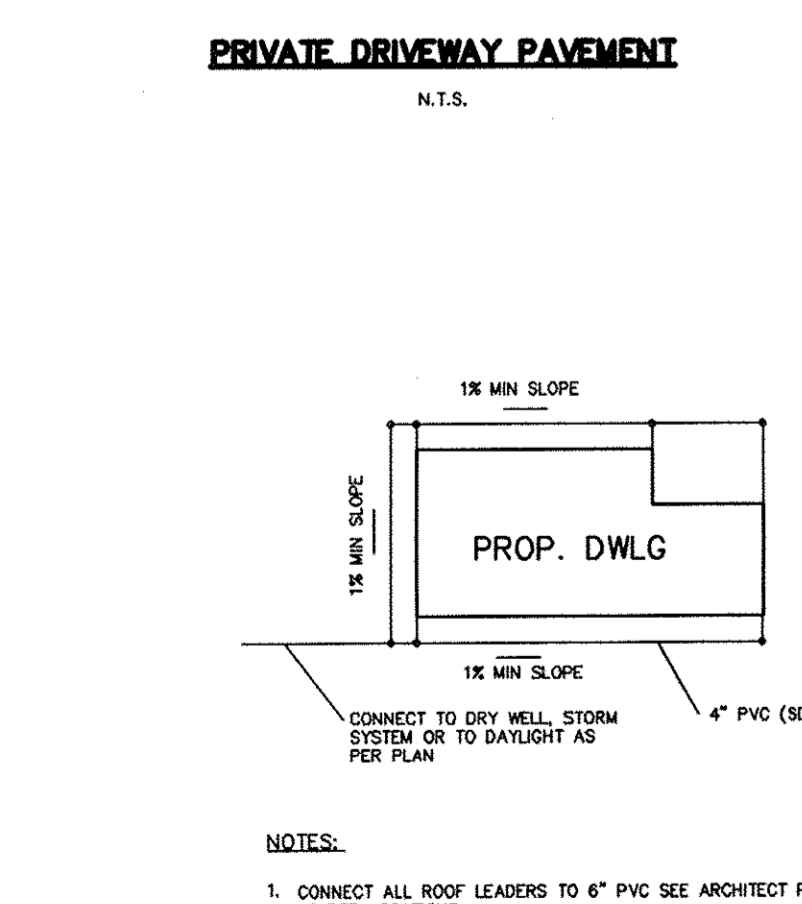 PRIVATE DRIVEWAY PAVEMENT
N.T.S.
1% MIN SLOPE
1% MIN SLOPE
PROP. DWLG
1% MIN SLOPE
CONNECT TO DRY WELL, STORM
SYSTEM OR TO DAYLIGHT AS
PER PLAN
4" PVC (SD
NOTES:
1. CONNECT ALL ROOF LEADERS TO 6" PVC SEE ARCHITECT